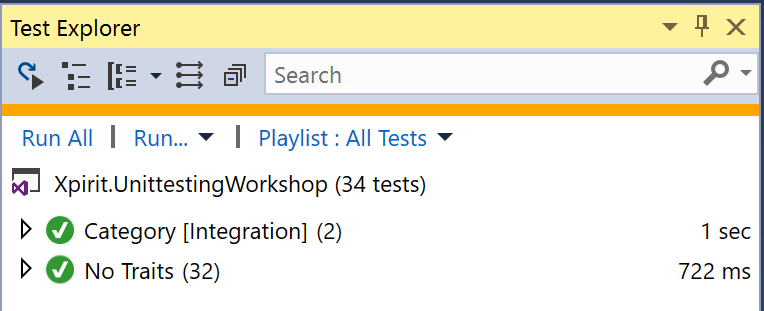 Test Explorer
Search
Run All | Run... | Playlist : All Tests
Xpirit.UnittestingWorkshop (34 tests)
Category [Integration] (2) 1 sec
No Traits (32) 722 ms